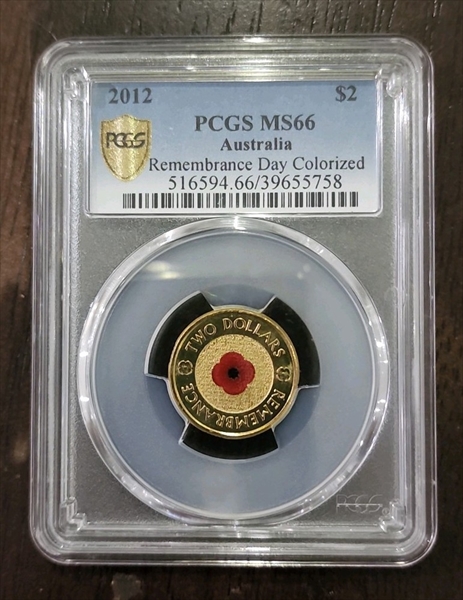 2012 $2
PCGS
PCGS MS66
Australia
Remembrance Day Colorized
516594.66/39655758
TWO DOLLARS
REMEMBRANCE
PCGS